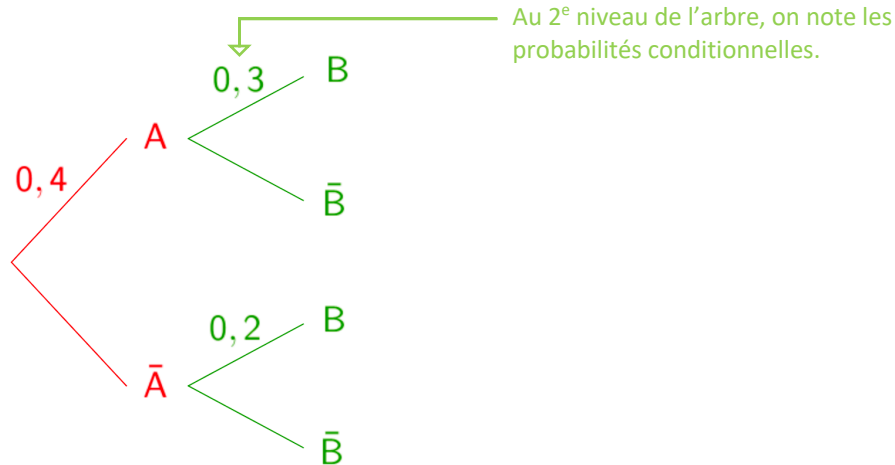 Au 2ᵉ niveau de l’arbre, on note les
probabilités conditionnelles.
0,3
B
A
0,4
B̄
B
0,2
Ā
B̄